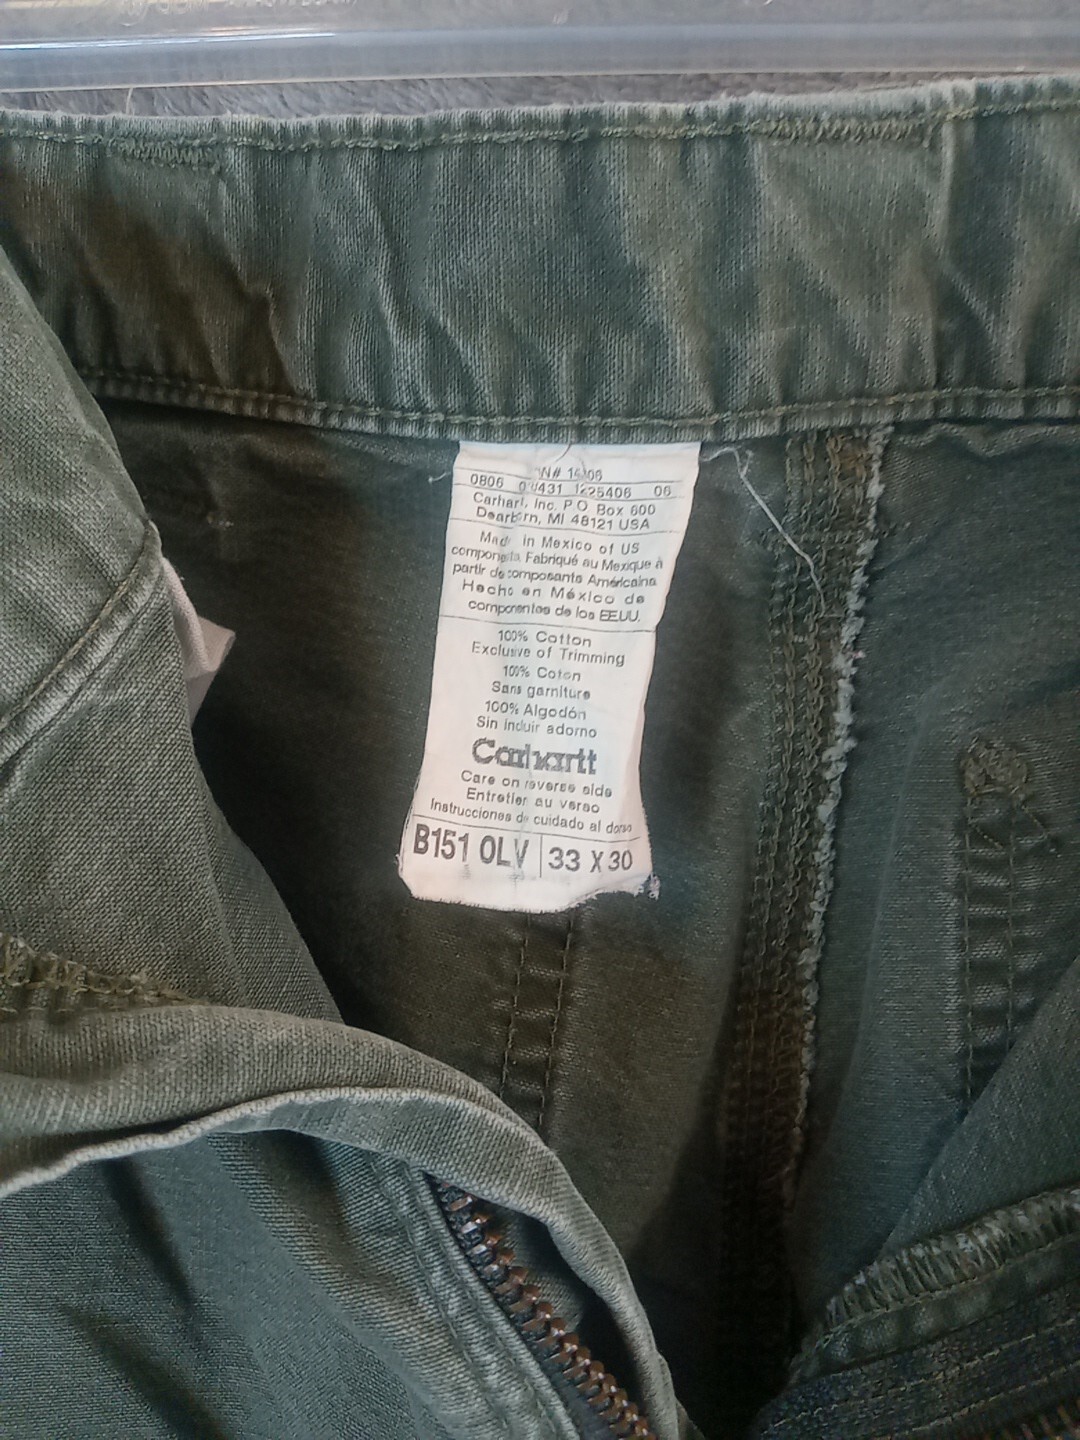 0806 1225406 06
Carhart, Inc. P.O. Box 600
Dearborn, MI 48121 USA
Made in Mexico of US
components Fabriqué au Mexique à
partir de composants Américains
Hecho en México de
componentes de los EEUU.
100% Cotton
Exclusive of Trimming
100% Coton
Sans garniture
100% Algodón
Sin incluir adorno
Carhartt
Care on reverse side
Entretien au verso
Instrucciones de cuidado al dorso
B151 OLV 33 X 30